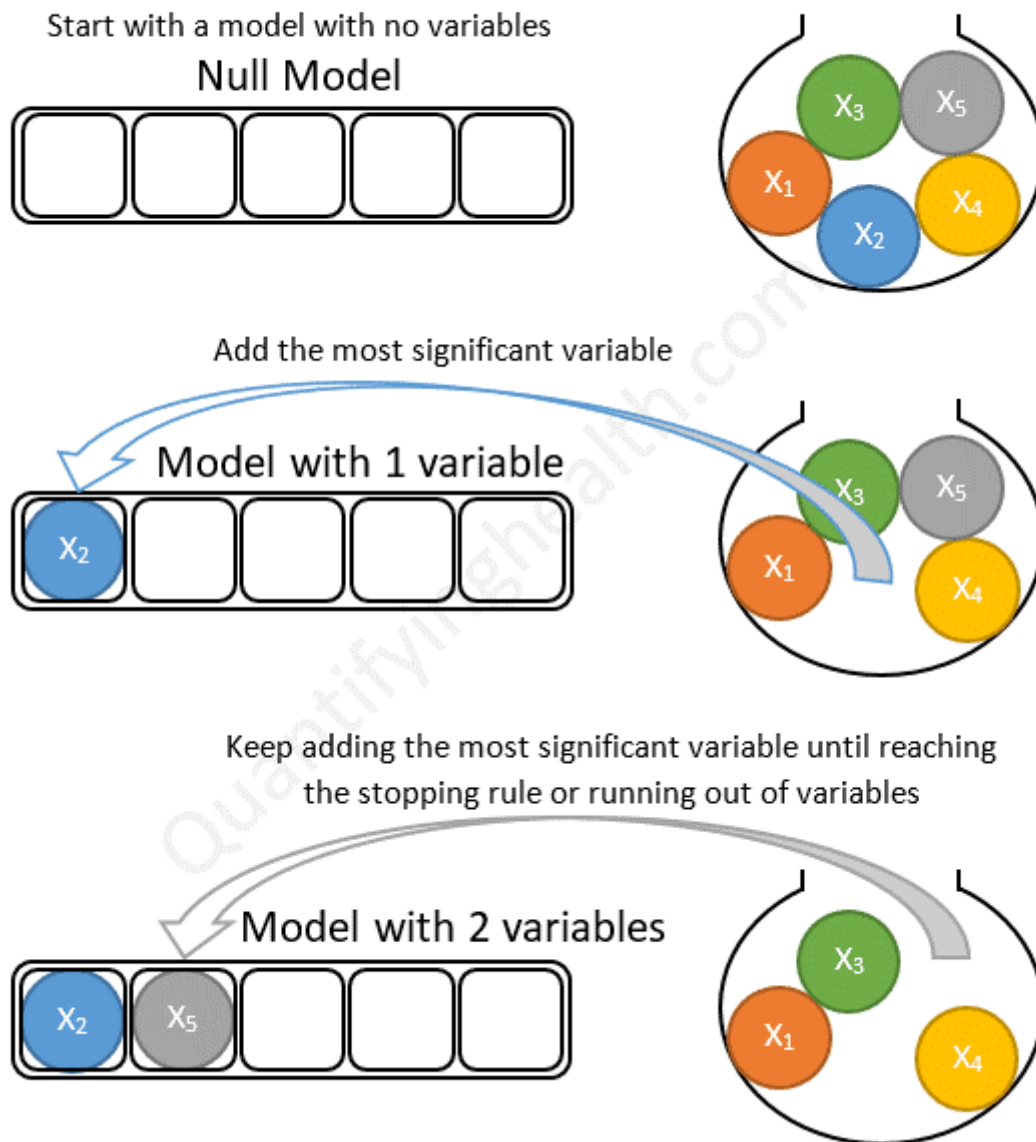 Start with a model with no variables
Null Model
X₃ X₅
X₁ X₄
X₂
Add the most significant variable
Model with 1 variable
X₂
X₃ X₅
X₁ X₄
Keep adding the most significant variable until reaching
the stopping rule or running out of variables
Model with 2 variables
X₂ X₅
X₃
X₁ X₄
Quantifyinghealth.com